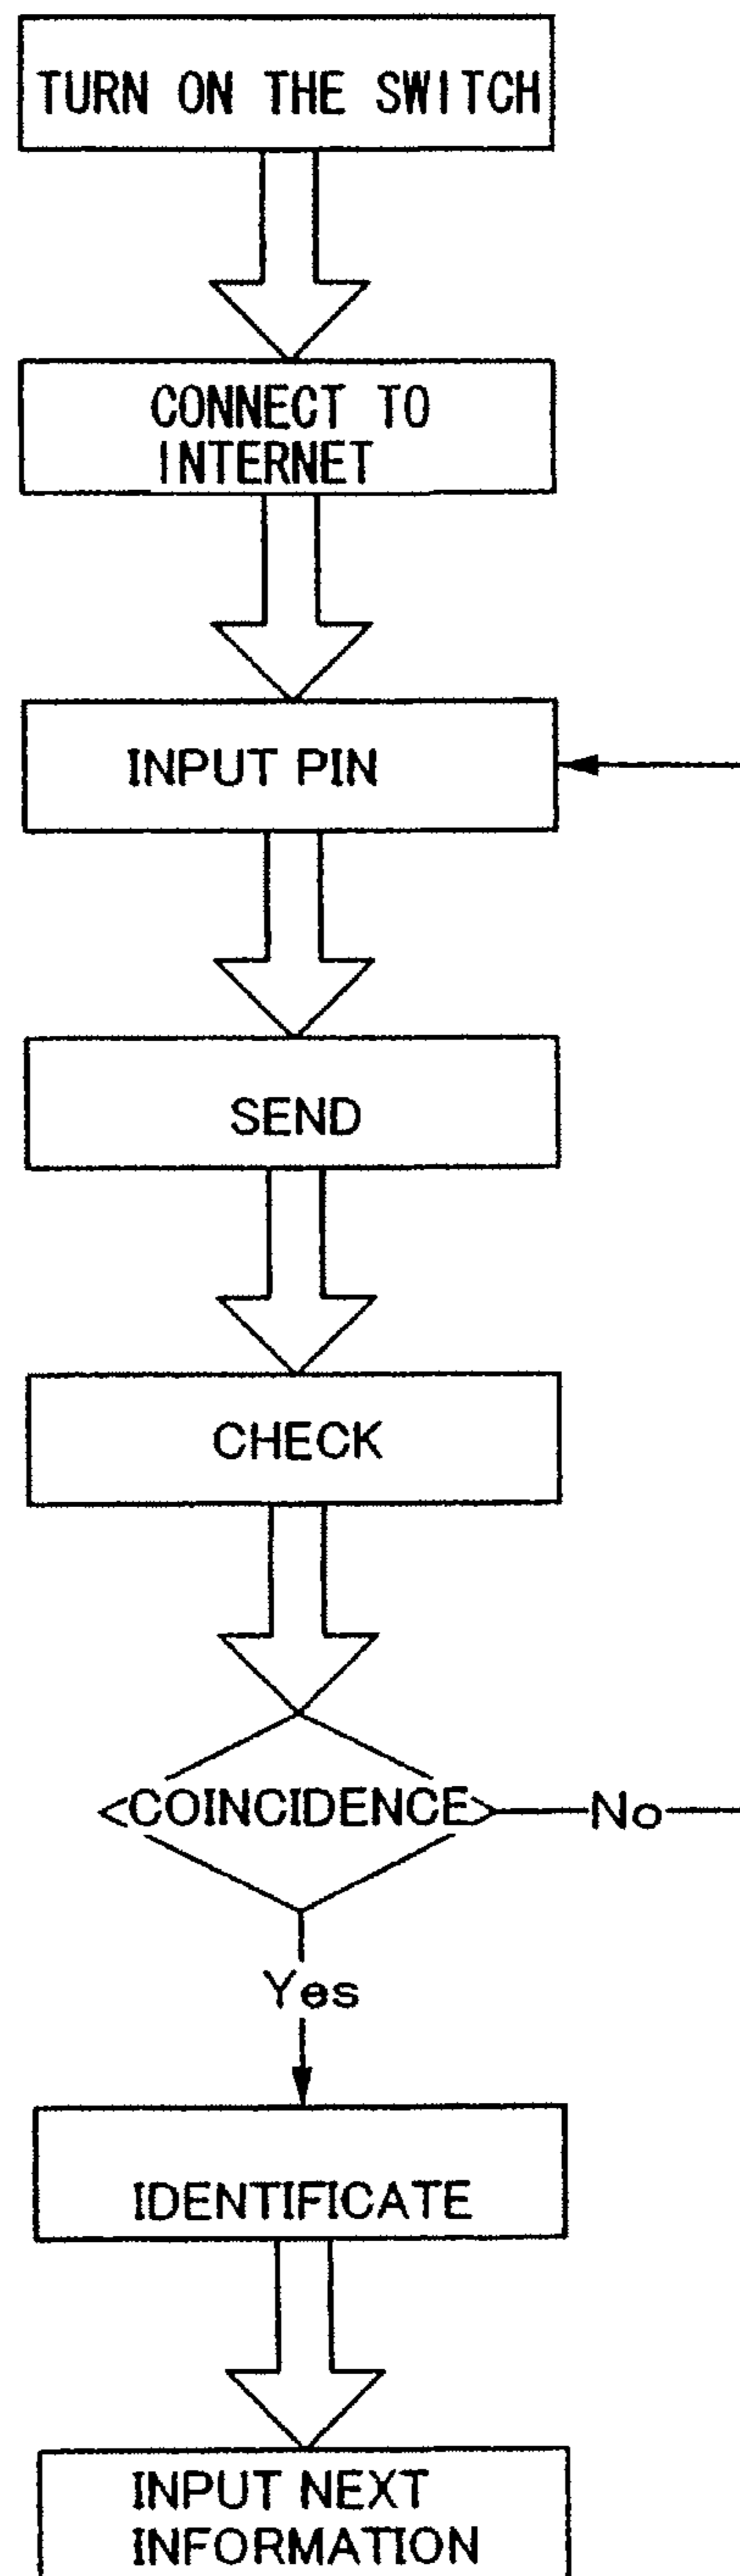 TURN ON THE SWITCH
CONNECT TO
INTERNET
INPUT PIN
SEND
CHECK
COINCIDENCE
No
Yes
IDENTIFICATE
INPUT NEXT
INFORMATION